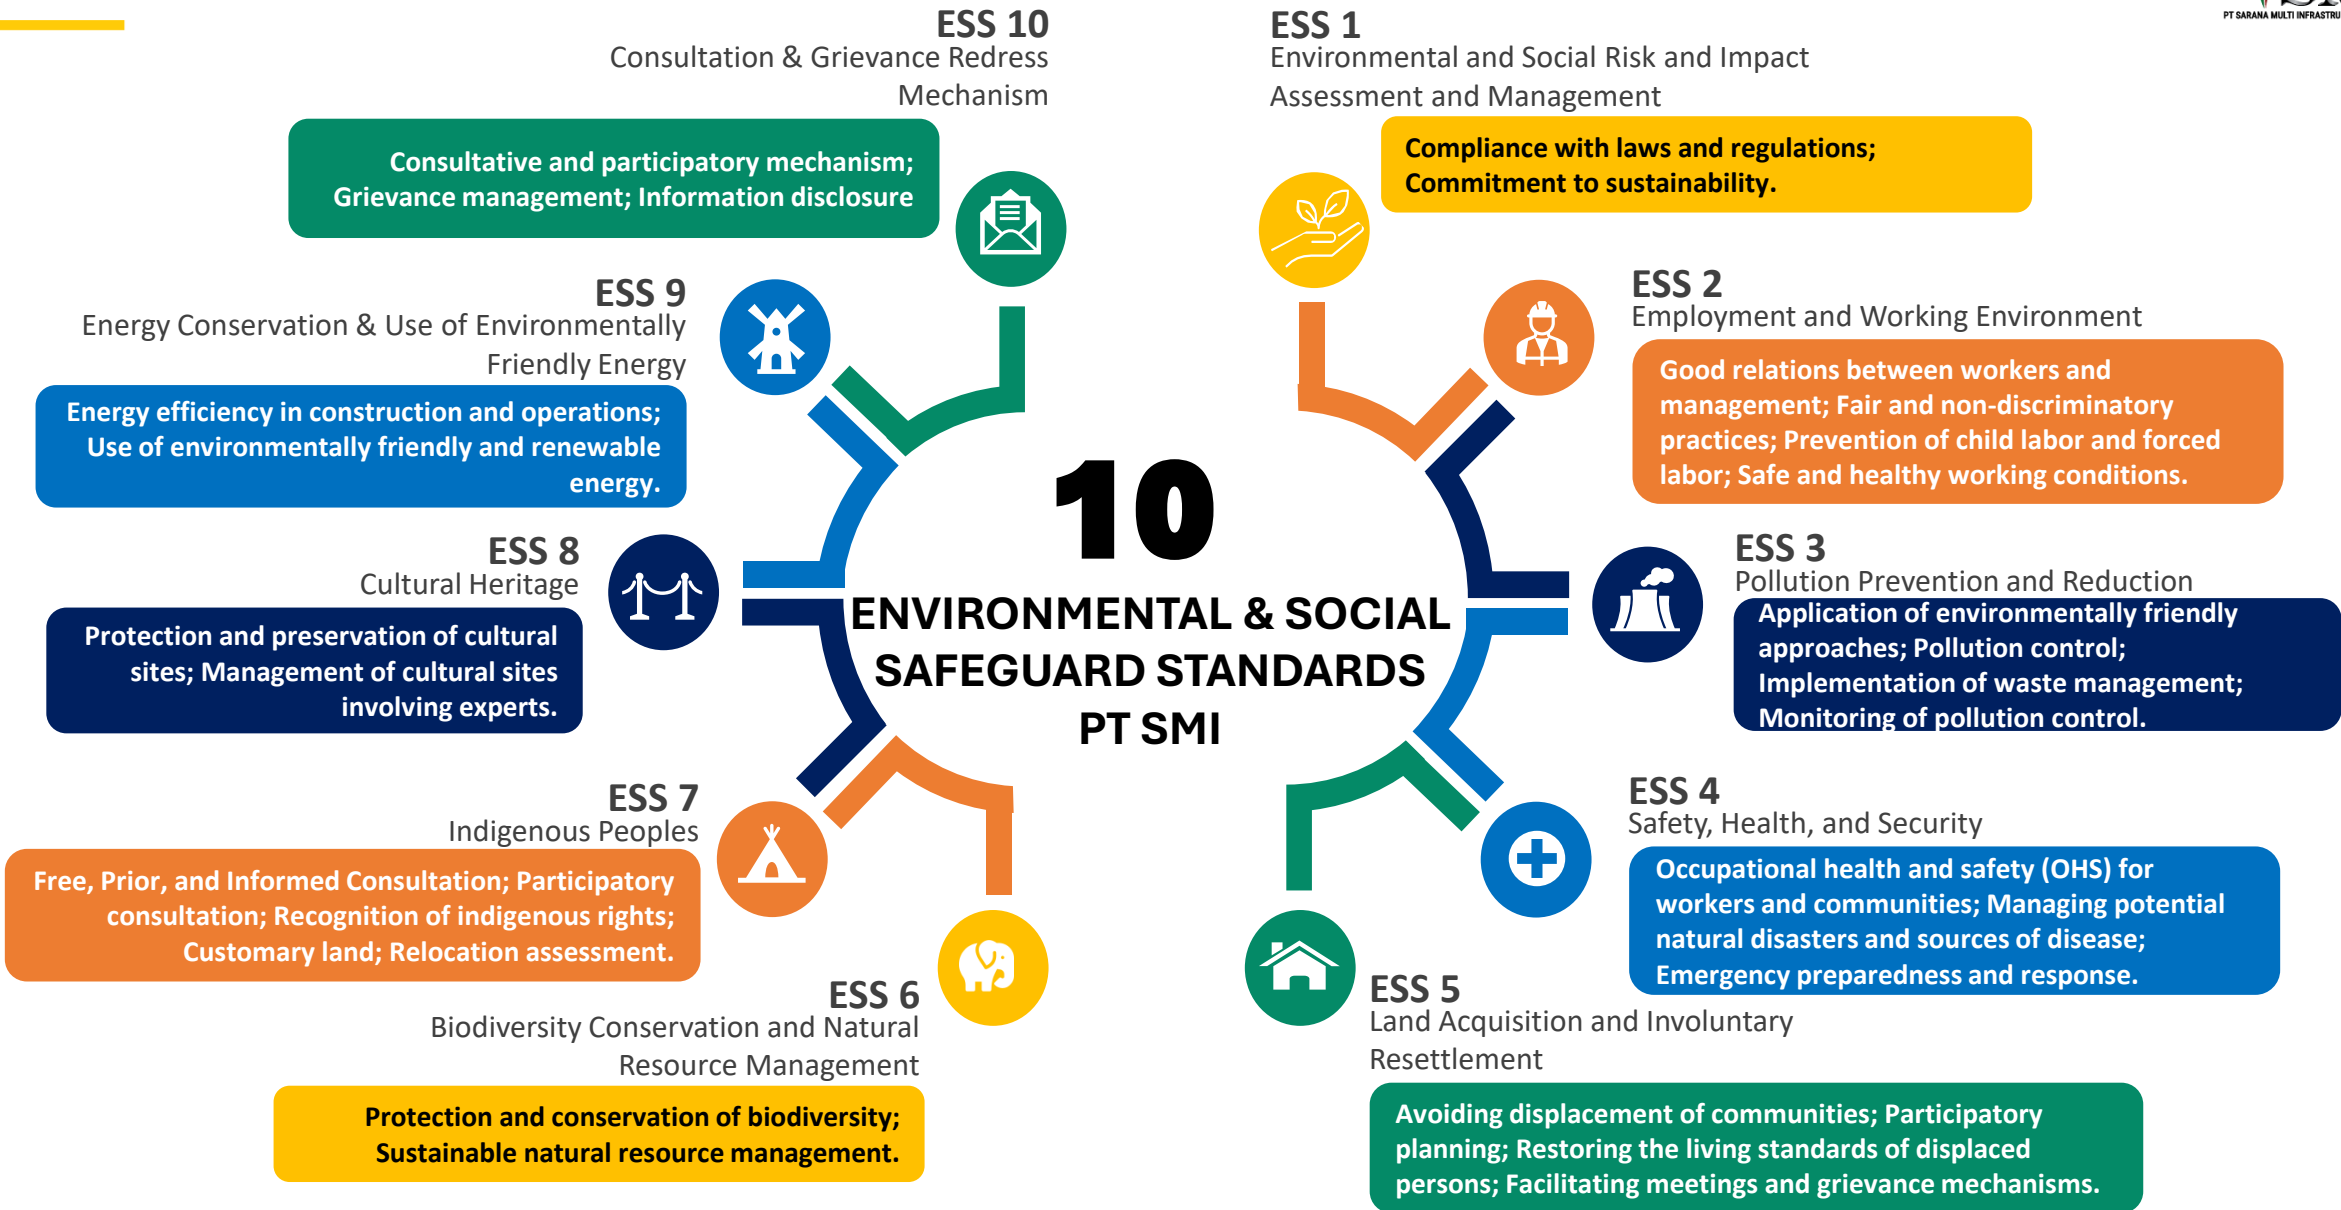 PT SARANA MULTI
ESS 10
Consultation & Grievance Redress
Mechanism
Consultative and participatory mechanism;
Grievance management; Information disclosure
ESS 1
Environmental and Social Risk and Impact
Assessment and Management
Compliance with laws and regulations;
Commitment to sustainability.
ESS 9
Energy Conservation & Use of Environmentally
Friendly Energy
Energy efficiency in construction and operations;
Use of environmentally friendly and renewable
energy.
ESS 2
Employment and Working Environment
Good relations between workers and
management; Fair and non-discriminatory
practices; Prevention of child labor and forced
labor; Safe and healthy working conditions.
10
ENVIRONMENTAL & SOCIAL
SAFEGUARD STANDARDS
PT SMI
ESS 8
Cultural Heritage
Protection and preservation of cultural
sites; Management of cultural sites
involving experts.
ESS 3
Pollution Prevention and Reduction
Application of environmentally friendly
approaches; Pollution control;
Implementation of waste management;
Monitoring of pollution control.
ESS 7
Indigenous Peoples
Free, Prior, and Informed Consultation; Participatory
consultation; Recognition of indigenous rights;
Customary land; Relocation assessment.
ESS 4
Safety, Health, and Security
Occupational health and safety (OHS) for
workers and communities; Managing potential
natural disasters and sources of disease;
Emergency preparedness and response.
ESS 6
Biodiversity Conservation and Natural
Resource Management
Protection and conservation of biodiversity;
Sustainable natural resource management.
ESS 5
Land Acquisition and Involuntary
Resettlement
Avoiding displacement of communities; Participatory
planning; Restoring the living standards of displaced
persons; Facilitating meetings and grievance mechanisms.